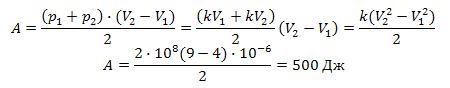 A = (p₁ + p₂) · (V₂ − V₁) / 2 = (kV₁ + kV₂) / 2 (V₂ − V₁) = k(V₂² − V₁²) / 2
A = 2 · 10⁸(9 − 4) · 10⁻⁶ / 2 = 500 Дж